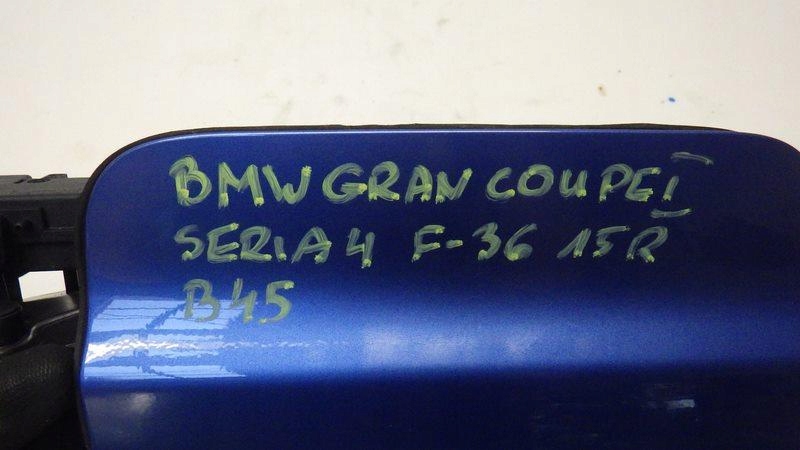 BMW GRAN COUPE I
SERIA 4 F-36 15R
B45